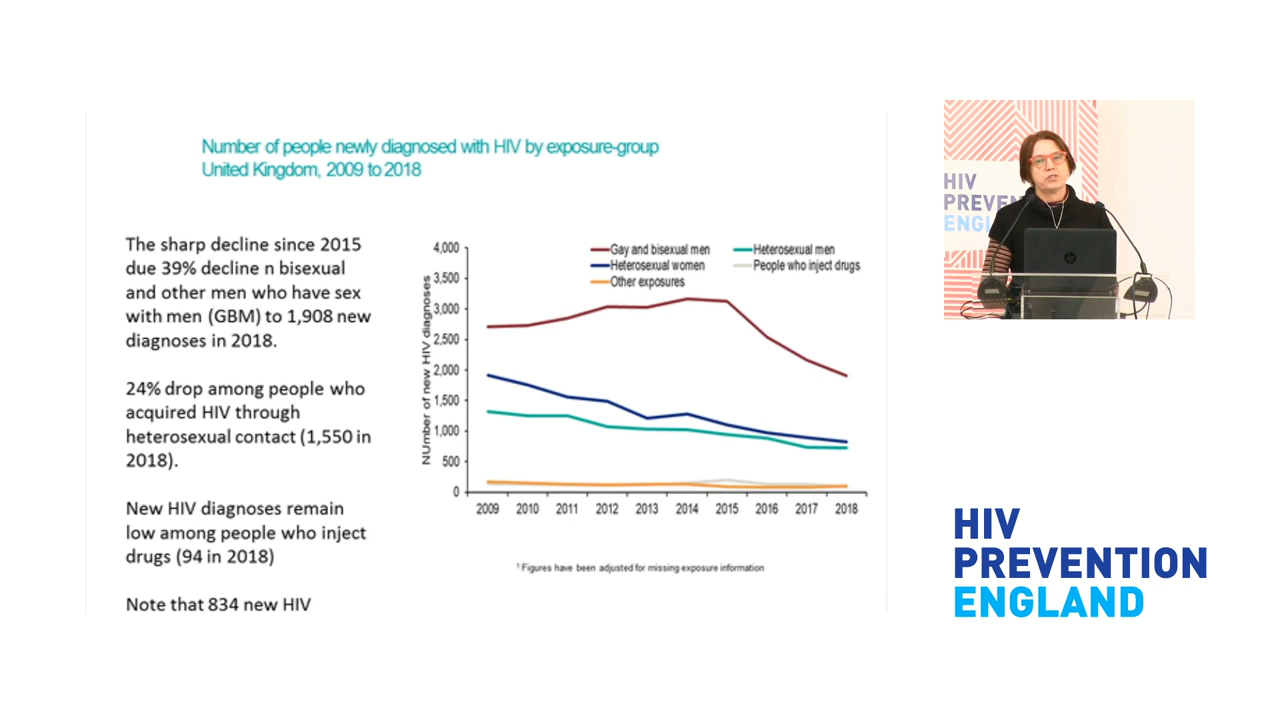 Number of people newly diagnosed with HIV by exposure-group
United Kingdom, 2009 to 2018
The sharp decline since 2015
due 39% decline n bisexual
and other men who have sex
with men (GBM) to 1,908 new
diagnoses in 2018.
24% drop among people who
acquired HIV through
heterosexual contact (1,550 in
2018).
New HIV diagnoses remain
low among people who inject
drugs (94 in 2018)
Note that 834 new HIV
NUmber of new HIV diagnoses
4,000
3,500
3,000
2,500
2,000
1,500
1,000
500
0
Gay and bisexual men
Heterosexual men
Heterosexual women
People who inject drugs
Other exposures
2009 2010 2011 2012 2013 2014 2015 2016 2017 2018
¹ Figures have been adjusted for missing exposure information
HIV
PREVEN
ENGL
hp
HIV
PREVENTION
ENGLAND